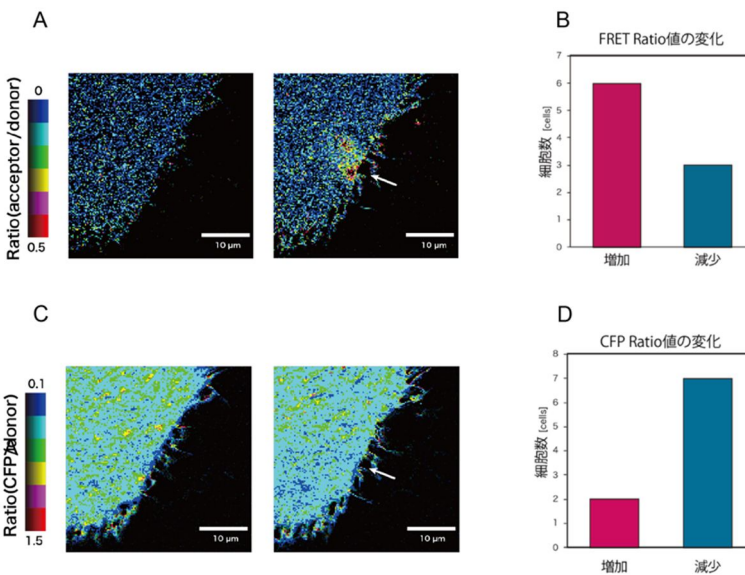 A
B
Ratio(acceptor/donor)
0
0.5
10 μm
10 μm
FRET Ratio値の変化
細胞数 [cells]
7
6
5
4
3
2
1
0
増加
減少
C
D
Ratio(CFP/donor)
0.1
1.5
10 μm
10 μm
CFP Ratio値の変化
細胞数 [cells]
8
7
6
5
4
3
2
1
0
増加
減少